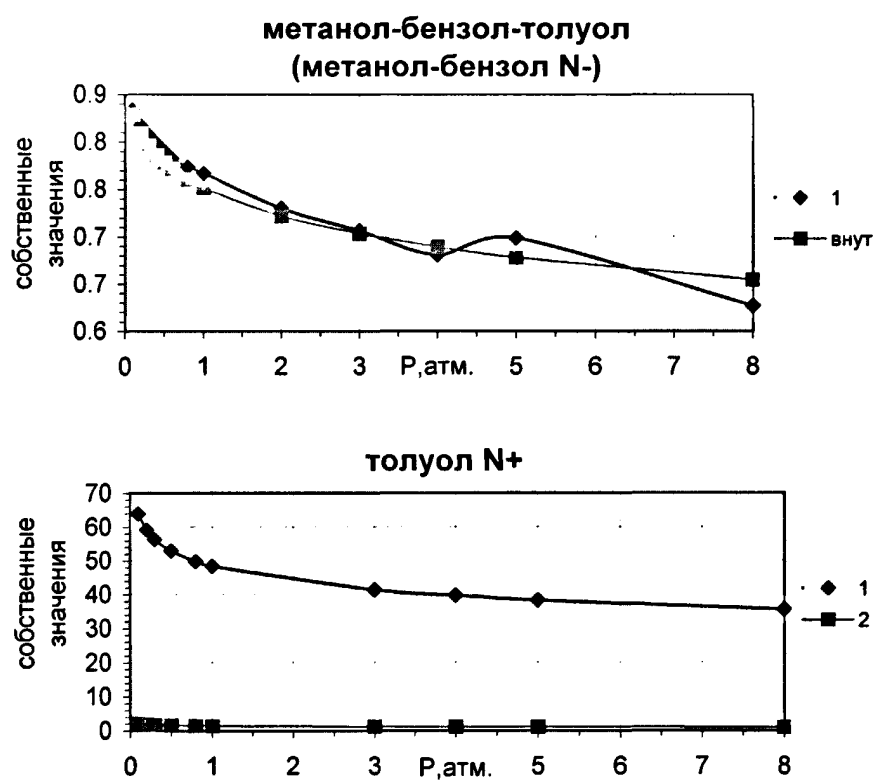 метанол-бензол-толуол
(метанол-бензол N-)
собственные
значения
0.9
0.8
0.8
0.7
0.7
0.6
0 1 2 3 P,атм. 5 6 7 8
1
внут
толуол N+
собственные
значения
70
60
50
40
30
20
10
0
0 1 2 3 P,атм. 5 6 7 8
1
2